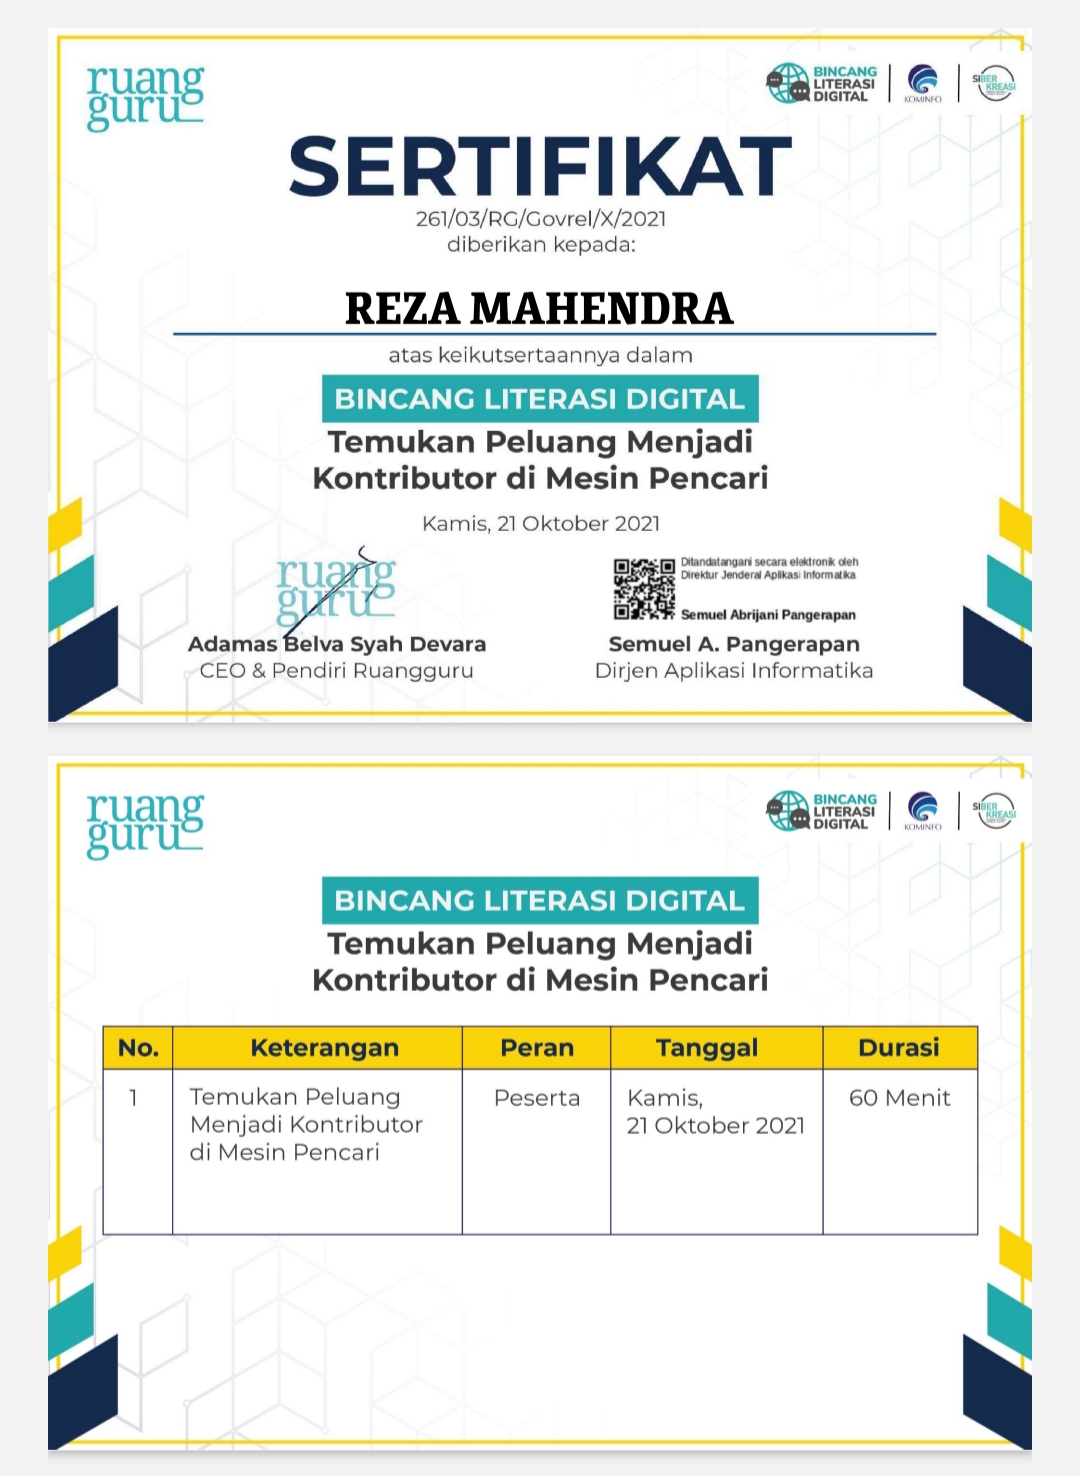 ruang
guru
BINCANG
LITERASI
DIGITAL
KOMINFO
SIBER
KREASI
SERTIFIKAT
261/03/RG/Govrel/X/2021
diberikan kepada:
REZA MAHENDRA
atas keikutsertaannya dalam
BINCANG LITERASI DIGITAL
Temukan Peluang Menjadi
Kontributor di Mesin Pencari
Kamis, 21 Oktober 2021
ruang
guru
Ditandatangani secara elektronik oleh
Direktur Jenderal Aplikasi Informatika
Semuel Abrijani Pangerapan
Adamas Belva Syah Devara
CEO & Pendiri Ruangguru
Semuel A. Pangerapan
Dirjen Aplikasi Informatika
ruang
guru
BINCANG
LITERASI
DIGITAL
KOMINFO
SIBER
KREASI
BINCANG LITERASI DIGITAL
Temukan Peluang Menjadi
Kontributor di Mesin Pencari
No. Keterangan Peran Tanggal Durasi
1 Temukan Peluang Peserta Kamis, 60 Menit
Menjadi Kontributor 21 Oktober 2021
di Mesin Pencari